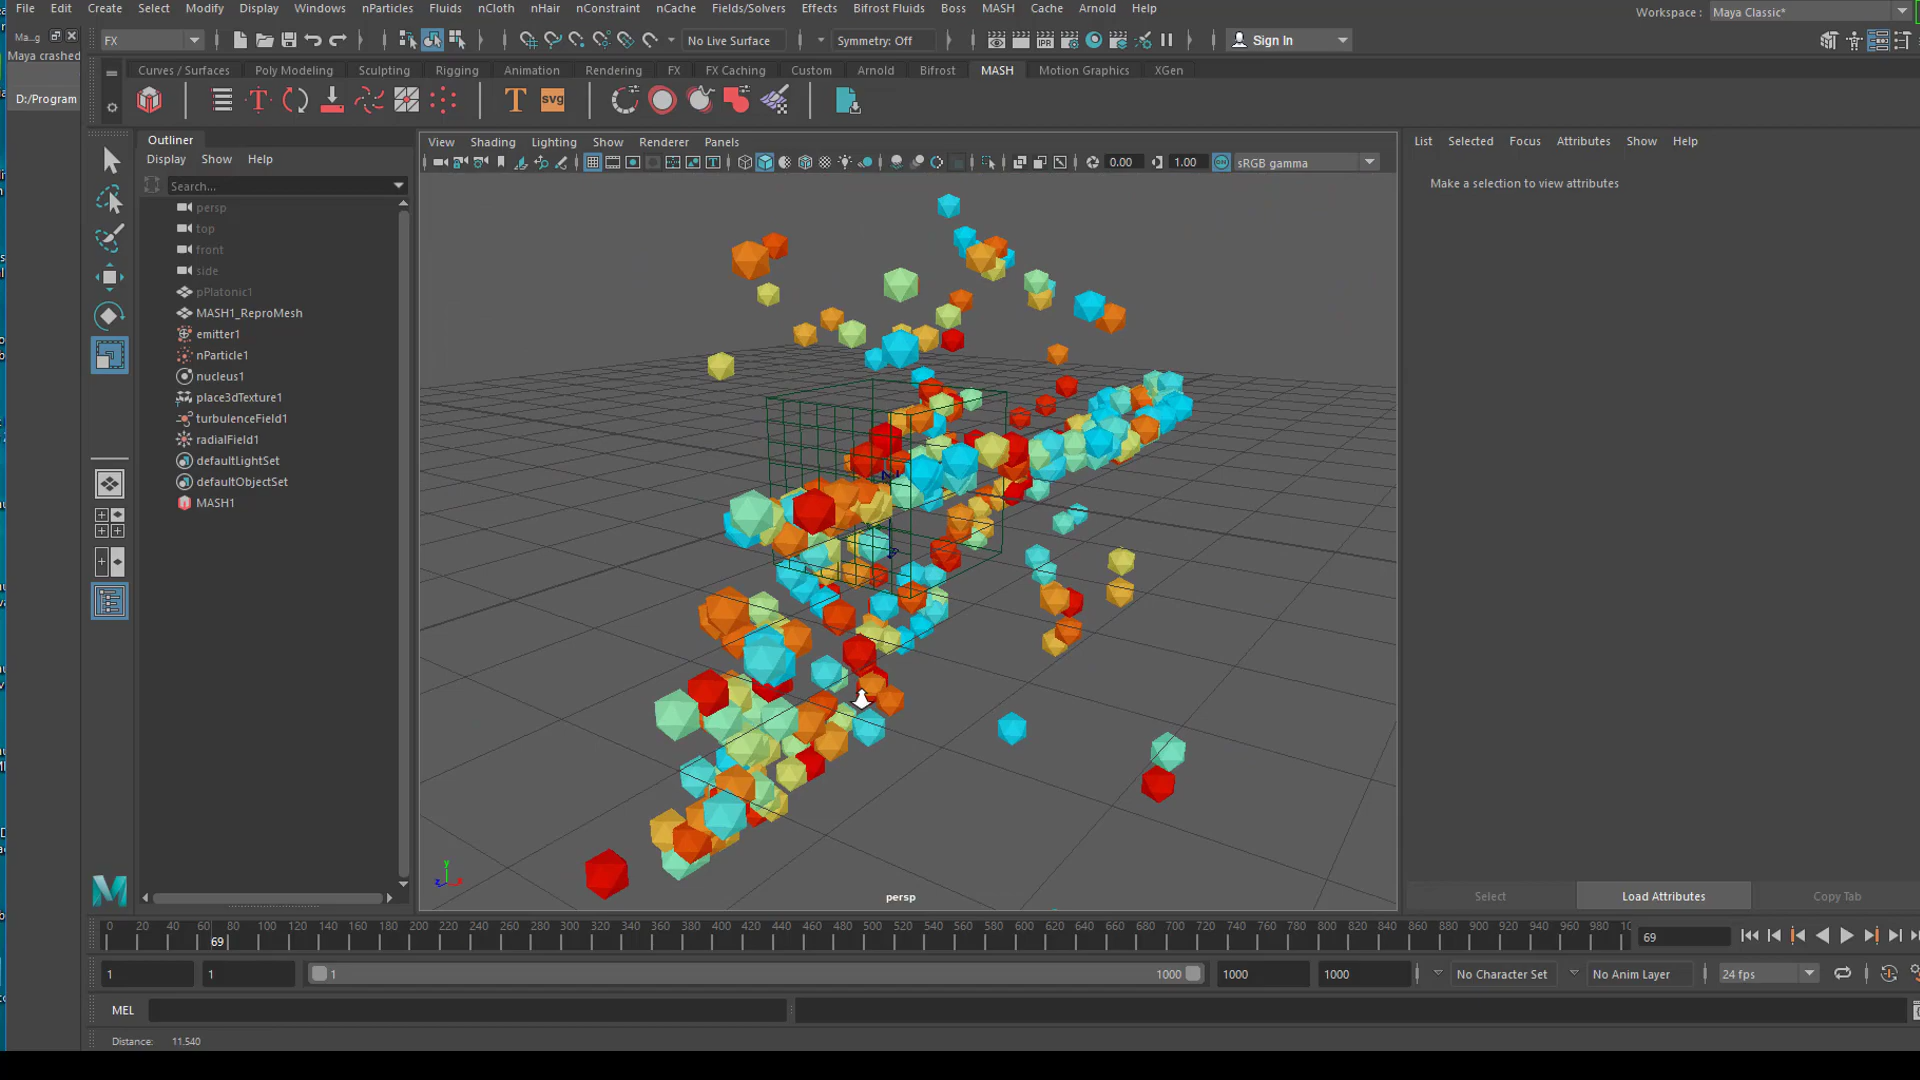 File Edit Create Select Modify Display Windows nParticles Fluids nCloth nHair nConstraint nCache Fields/Solvers Effects Bifrost Fluids Boss MASH Cache Arnold Help Workspace : Maya Classic*
Ma...g FX No Live Surface Symmetry: Off Sign In
Maya crashed
Curves / Surfaces Poly Modeling Sculpting Rigging Animation Rendering FX FX Caching Custom Arnold Bifrost MASH Motion Graphics XGen
D:/Program T T svg
Outliner View Shading Lighting Show Renderer Panels List Selected Focus Attributes Show Help
Display Show Help 0.00 1.00 ON sRGB gamma
Search... Make a selection to view attributes
persp
top
front
side
pPlatonic1
MASH1_ReproMesh
emitter1
nParticle1
nucleus1
place3dTexture1
turbulenceField1
radialField1
defaultLightSet
defaultObjectSet
MASH1
y
z x
persp Select Load Attributes Copy Tab
0 20 40 60 80 100 120 140 160 180 200 220 240 260 280 300 320 340 360 380 400 420 440 460 480 500 520 540 560 580 600 620 640 660 680 700 720 740 760 780 800 820 840 860 880 900 920 940 960 980
69 69
1 1 1 1000 1000 1000 No Character Set No Anim Layer 24 fps
MEL
Distance: 11.540